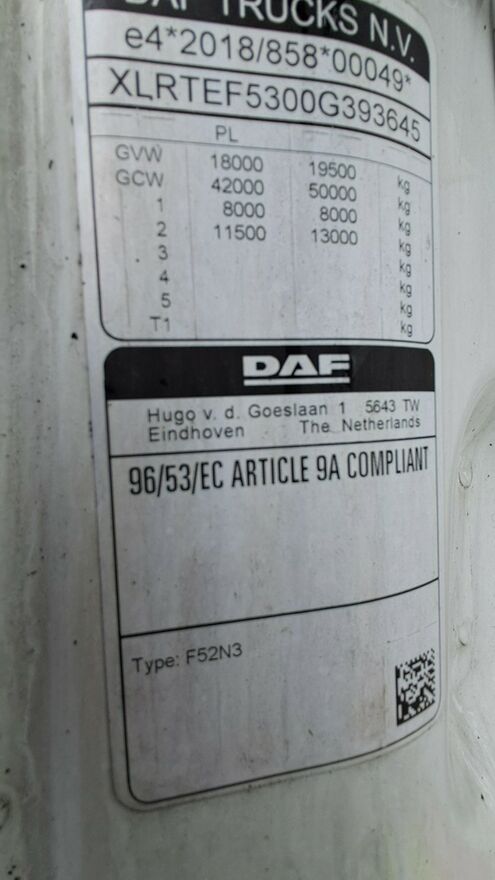 DAF TRUCKS N.V.
e4*2018/858*00049*
XLRTEF5300G393645
PL
GVW 18000 19500 kg
GCW 42000 50000 kg
1 8000 8000 kg
2 11500 13000 kg
3 kg
4 kg
5 kg
T1 kg
DAF
Hugo v. d. Goeslaan 1 5643 TW
Eindhoven The Netherlands
96/53/EC ARTICLE 9A COMPLIANT
Type: F52N3